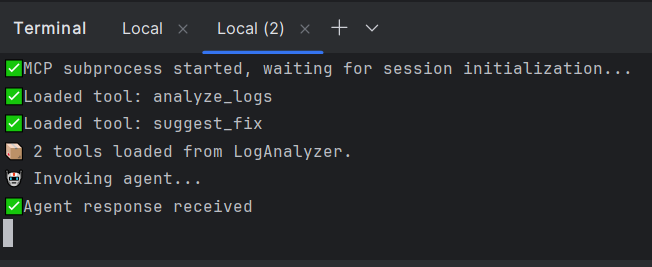 Terminal Local × Local (2) × + 
✅MCP subprocess started, waiting for session initialization...
✅Loaded tool: analyze_logs
✅Loaded tool: suggest_fix
📦 2 tools loaded from LogAnalyzer.
🤖 Invoking agent...
✅Agent response received